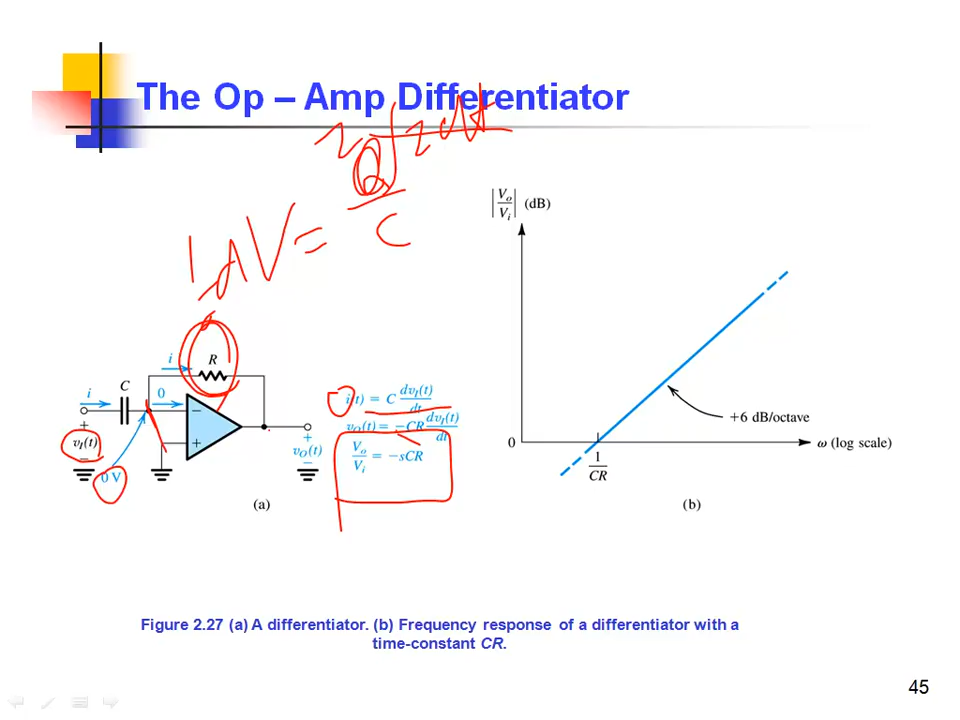 The Op – Amp Differentiator
V =
C
|Vo/Vi| (dB)
i
R
i
C
0
i(t) = C dvI(t)/dt
+
vI(t)
−
−
+
+
vO(t)
−
vO(t) = −CR dvI(t)/dt
Vo/Vi = −sCR
0 V
+6 dB/octave
0
ω (log scale)
1/CR
(a)
(b)
Figure 2.27 (a) A differentiator. (b) Frequency response of a differentiator with a
time-constant CR.
45